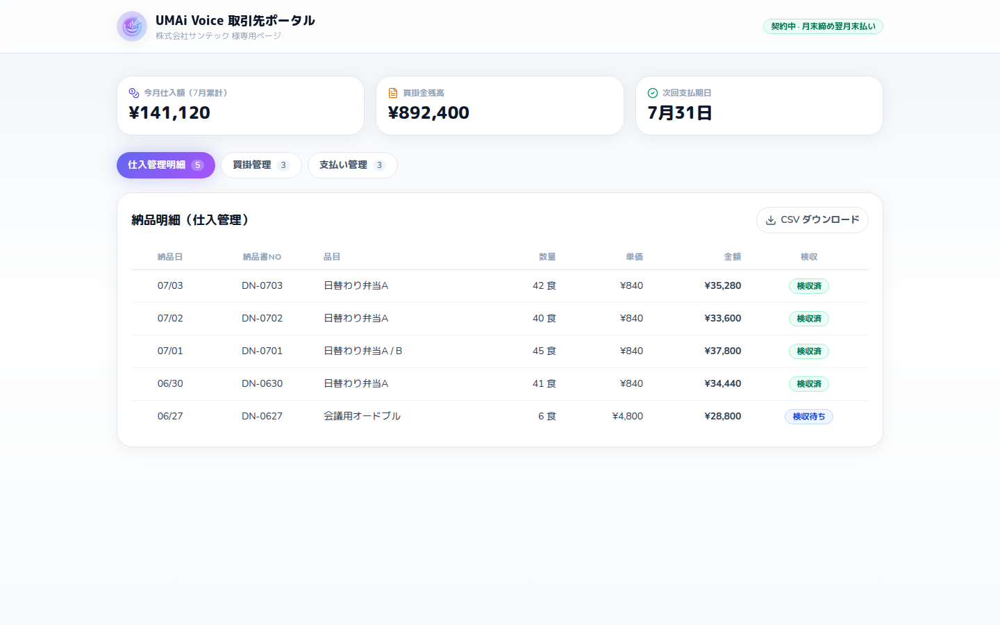 UMAi Voice 取引先ポータル
株式会社サンテック 様専用ページ
契約中 · 月末締め翌月末払い
今月仕入額（7月累計）
¥141,120
買掛金残高
¥892,400
次回支払期日
7月31日
仕入管理明細 5
買掛管理 3
支払い管理 3
納品明細（仕入管理）
CSV ダウンロード
納品日 納品書NO 品目 数量 単価 金額 検収
07/03 DN-0703 日替わり弁当A 42 食 ¥840 ¥35,280 検収済
07/02 DN-0702 日替わり弁当A 40 食 ¥840 ¥33,600 検収済
07/01 DN-0701 日替わり弁当A / B 45 食 ¥840 ¥37,800 検収済
06/30 DN-0630 日替わり弁当A 41 食 ¥840 ¥34,440 検収済
06/27 DN-0627 会議用オードブル 6 食 ¥4,800 ¥28,800 検収待ち